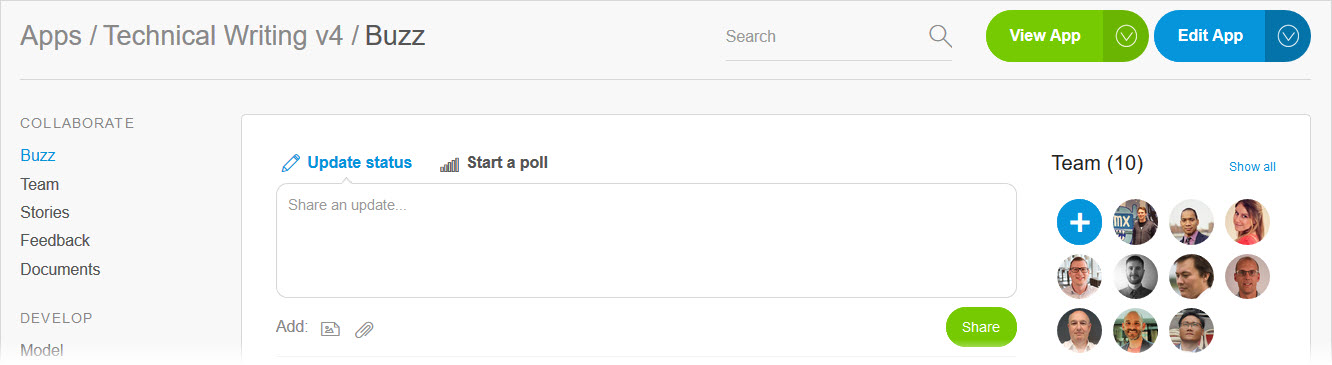 Apps / Technical Writing v4 / Buzz
Search
View App
Edit App
COLLABORATE
Buzz
Team
Stories
Feedback
Documents
DEVELOP
Model
Update status
Start a poll
Share an update...
Add:
Share
Team (10)
Show all
mx